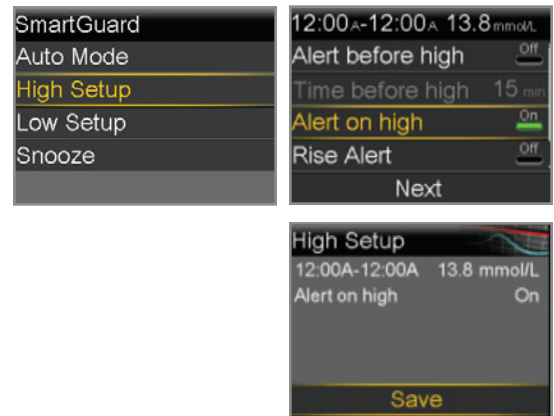 SmartGuard
Auto Mode
High Setup
Low Setup
Snooze
12:00A-12:00A 13.8 mmol/L
Alert before high Off
Time before high 15 min
Alert on high On
Rise Alert Off
Next
High Setup
12:00A-12:00A 13.8 mmol/L
Alert on high On
Save